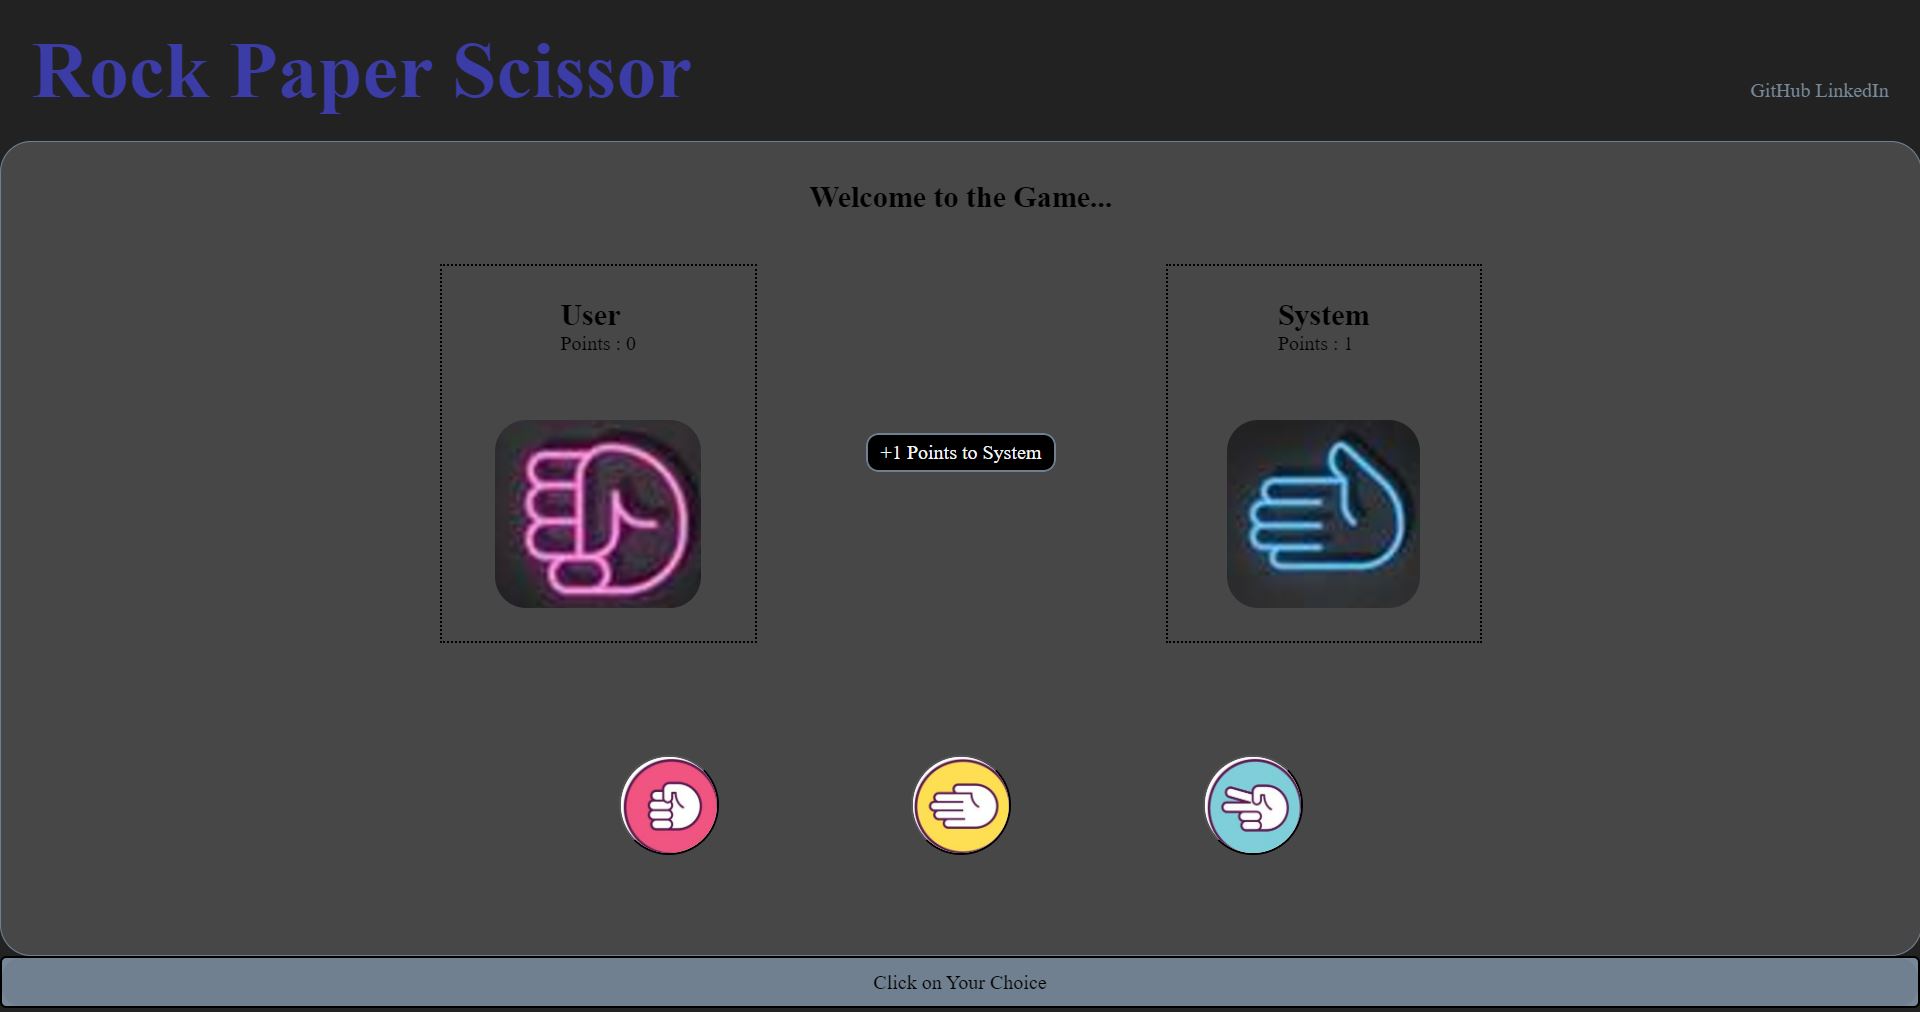 Rock Paper Scissor
GitHub LinkedIn
Welcome to the Game...
User
Points : 0
System
Points : 1
+1 Points to System
Click on Your Choice